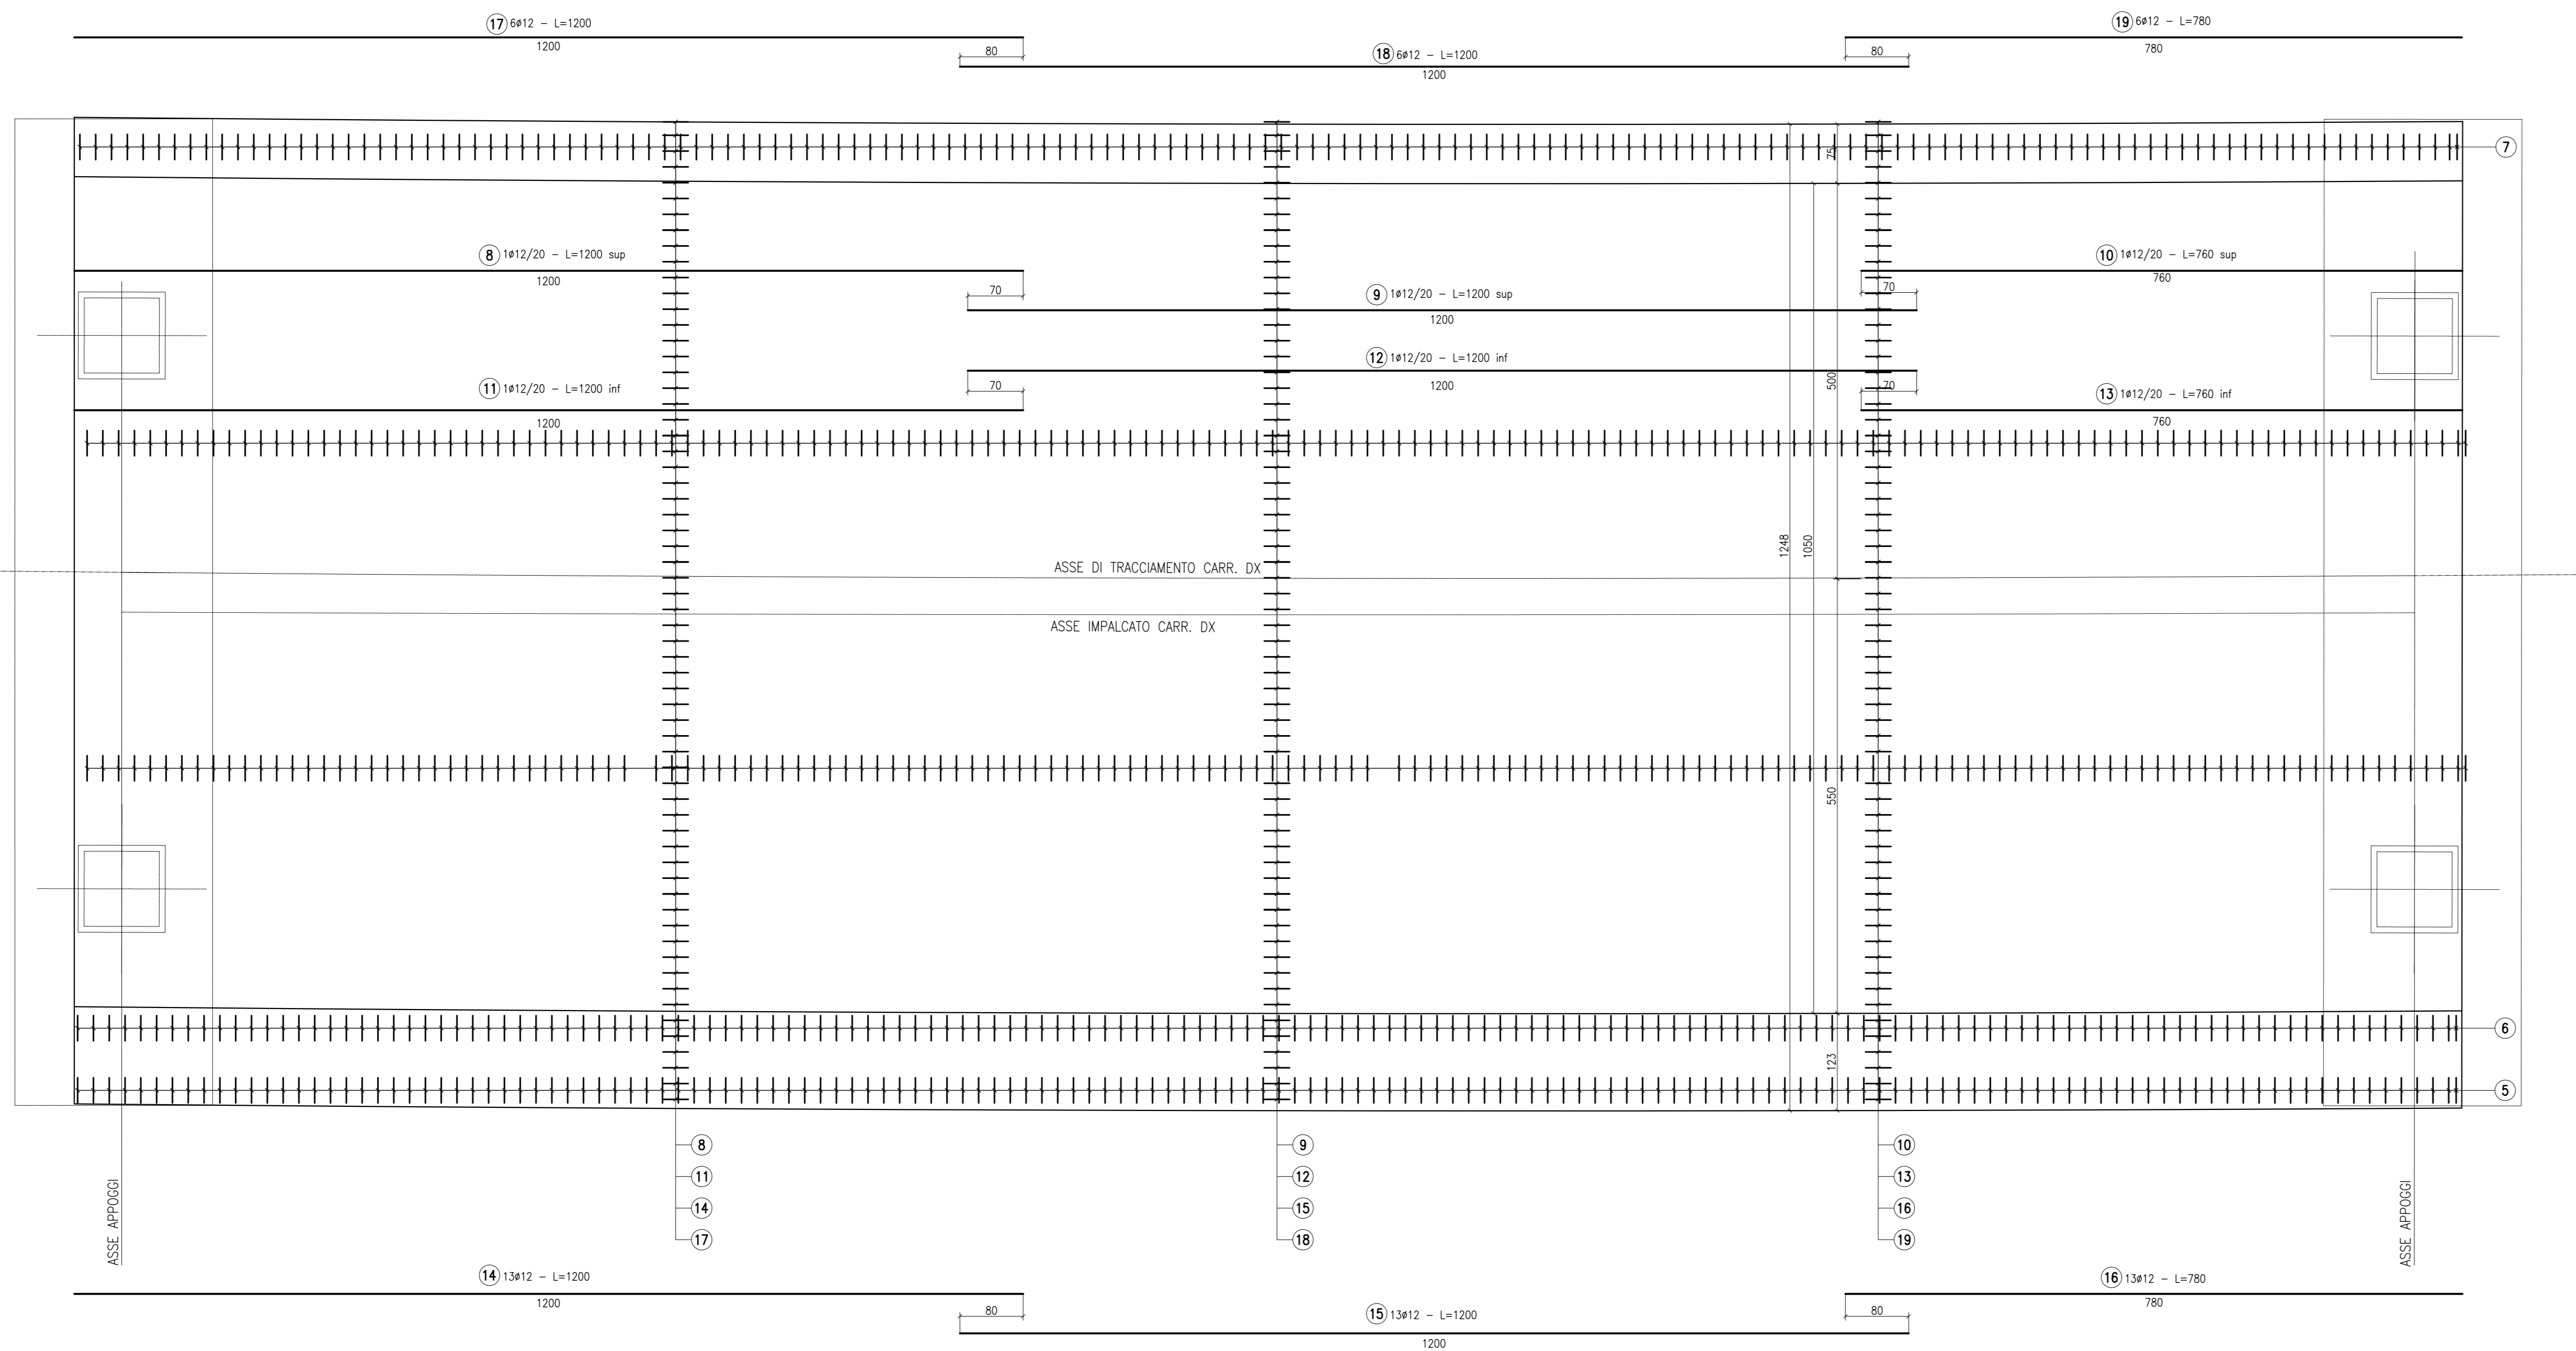 17 6ø12 - L=1200
1200
80
18 6ø12 - L=1200
1200
19 6ø12 - L=780
80
780
7
75
8 1ø12/20 - L=1200 sup
1200
70
9 1ø12/20 - L=1200 sup
1200
10 1ø12/20 - L=760 sup
70
760
11 1ø12/20 - L=1200 inf
1200
70
12 1ø12/20 - L=1200 inf
1200
500
70
13 1ø12/20 - L=760 inf
760
1248
1050
ASSE DI TRACCIAMENTO CARR. DX
ASSE IMPALCATO CARR. DX
550
6
123
5
8
11
14
17
9
12
15
18
10
13
16
19
ASSE APPOGGI
ASSE APPOGGI
14 13ø12 - L=1200
1200
80
15 13ø12 - L=1200
1200
16 13ø12 - L=780
80
780